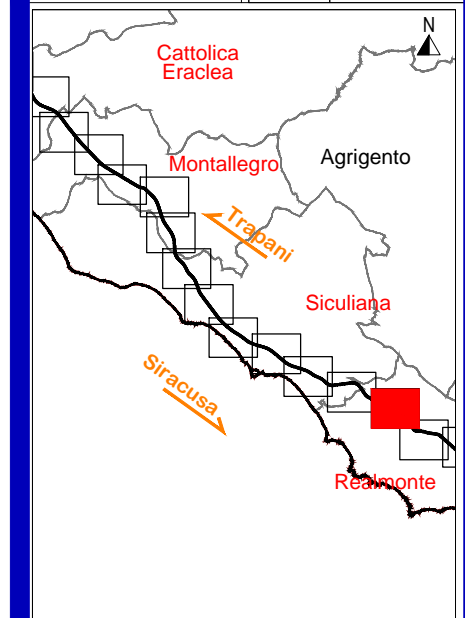 N
Cattolica
Eraclea
Montallegro
Agrigento
Trapani
Siculiana
Siracusa
Realmonte